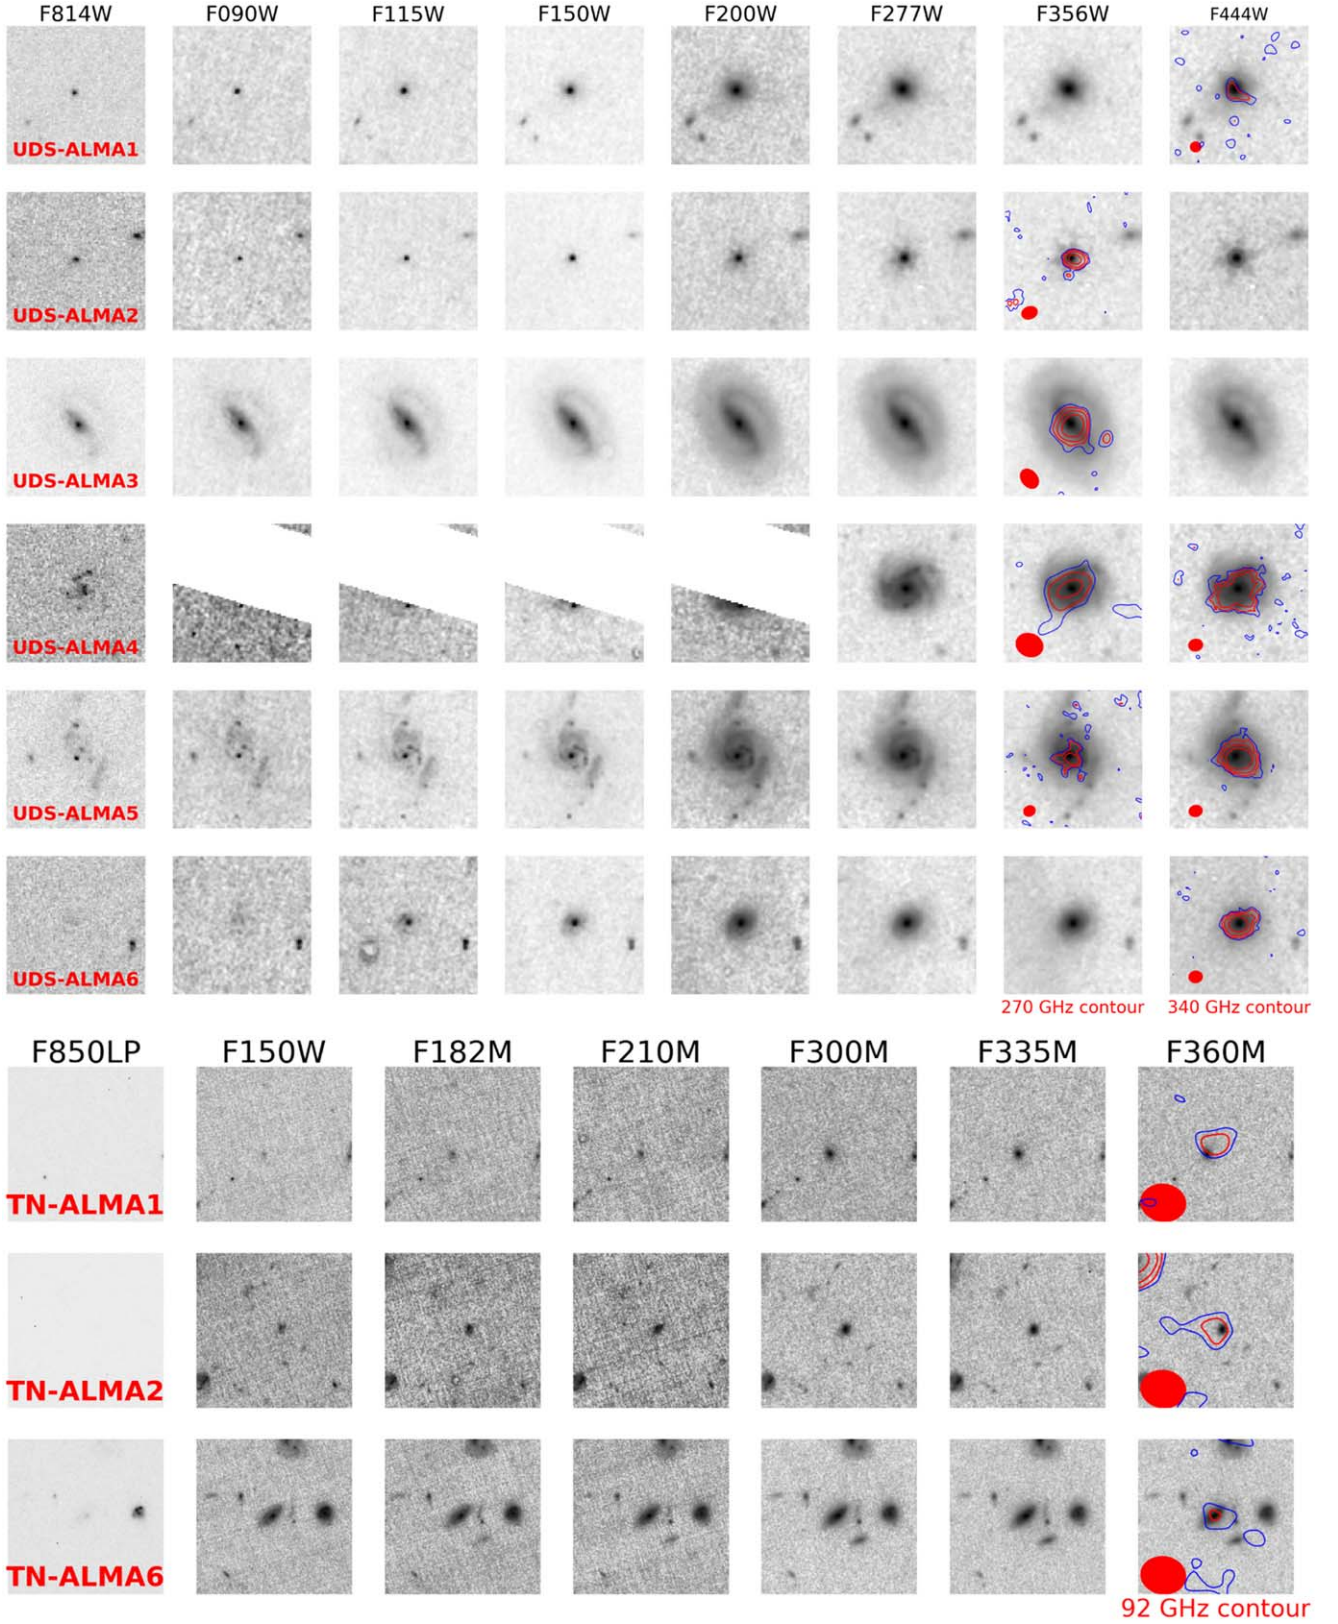 F814W F090W F115W F150W F200W F277W F356W F444W
UDS-ALMA1
UDS-ALMA2
UDS-ALMA3
UDS-ALMA4
UDS-ALMA5
UDS-ALMA6
270 GHz contour 340 GHz contour
F850LP F150W F182M F210M F300M F335M F360M
TN-ALMA1
TN-ALMA2
TN-ALMA6
92 GHz contour